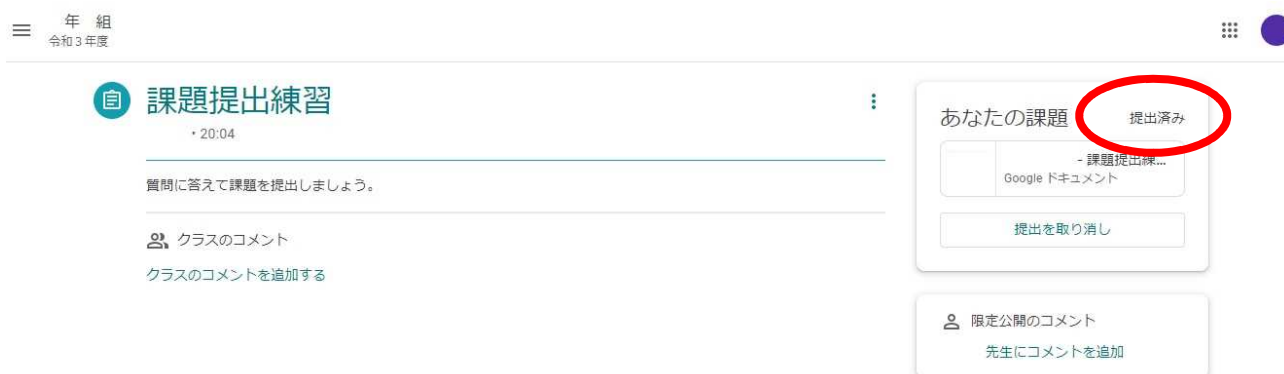 年 組
令和3年度
課題提出練習
・20:04
質問に答えて課題を提出しましょう。
クラスのコメント
クラスのコメントを追加する
あなたの課題 提出済み
- 課題提出練...
Google ドキュメント
提出を取り消し
限定公開のコメント
先生にコメントを追加